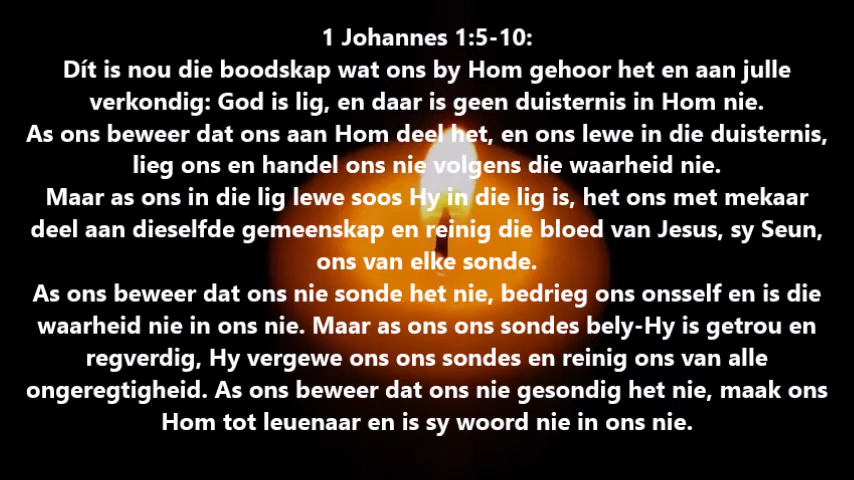 1 Johannes 1:5-10:
Dít is nou die boodskap wat ons by Hom gehoor het en aan julle
verkondig: God is lig, en daar is geen duisternis in Hom nie.
As ons beweer dat ons aan Hom deel het, en ons lewe in die duisternis,
lieg ons en handel ons nie volgens die waarheid nie.
Maar as ons in die lig lewe soos Hy in die lig is, het ons met mekaar
deel aan dieselfde gemeenskap en reinig die bloed van Jesus, sy Seun,
ons van elke sonde.
As ons beweer dat ons nie sonde het nie, bedrieg ons onsself en is die
waarheid nie in ons nie. Maar as ons ons sondes bely-Hy is getrou en
regverdig, Hy vergewe ons ons sondes en reinig ons van alle
ongeregtigheid. As ons beweer dat ons nie gesondig het nie, maak ons
Hom tot leuenaar en is sy woord nie in ons nie.